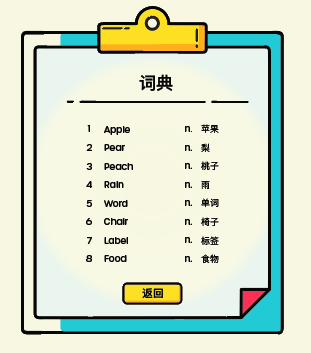 词典
1 Apple n. 苹果
2 Pear n. 梨
3 Peach n. 桃子
4 Rain n. 雨
5 Word n. 单词
6 Chair n. 椅子
7 Label n. 标签
8 Food n. 食物
返回